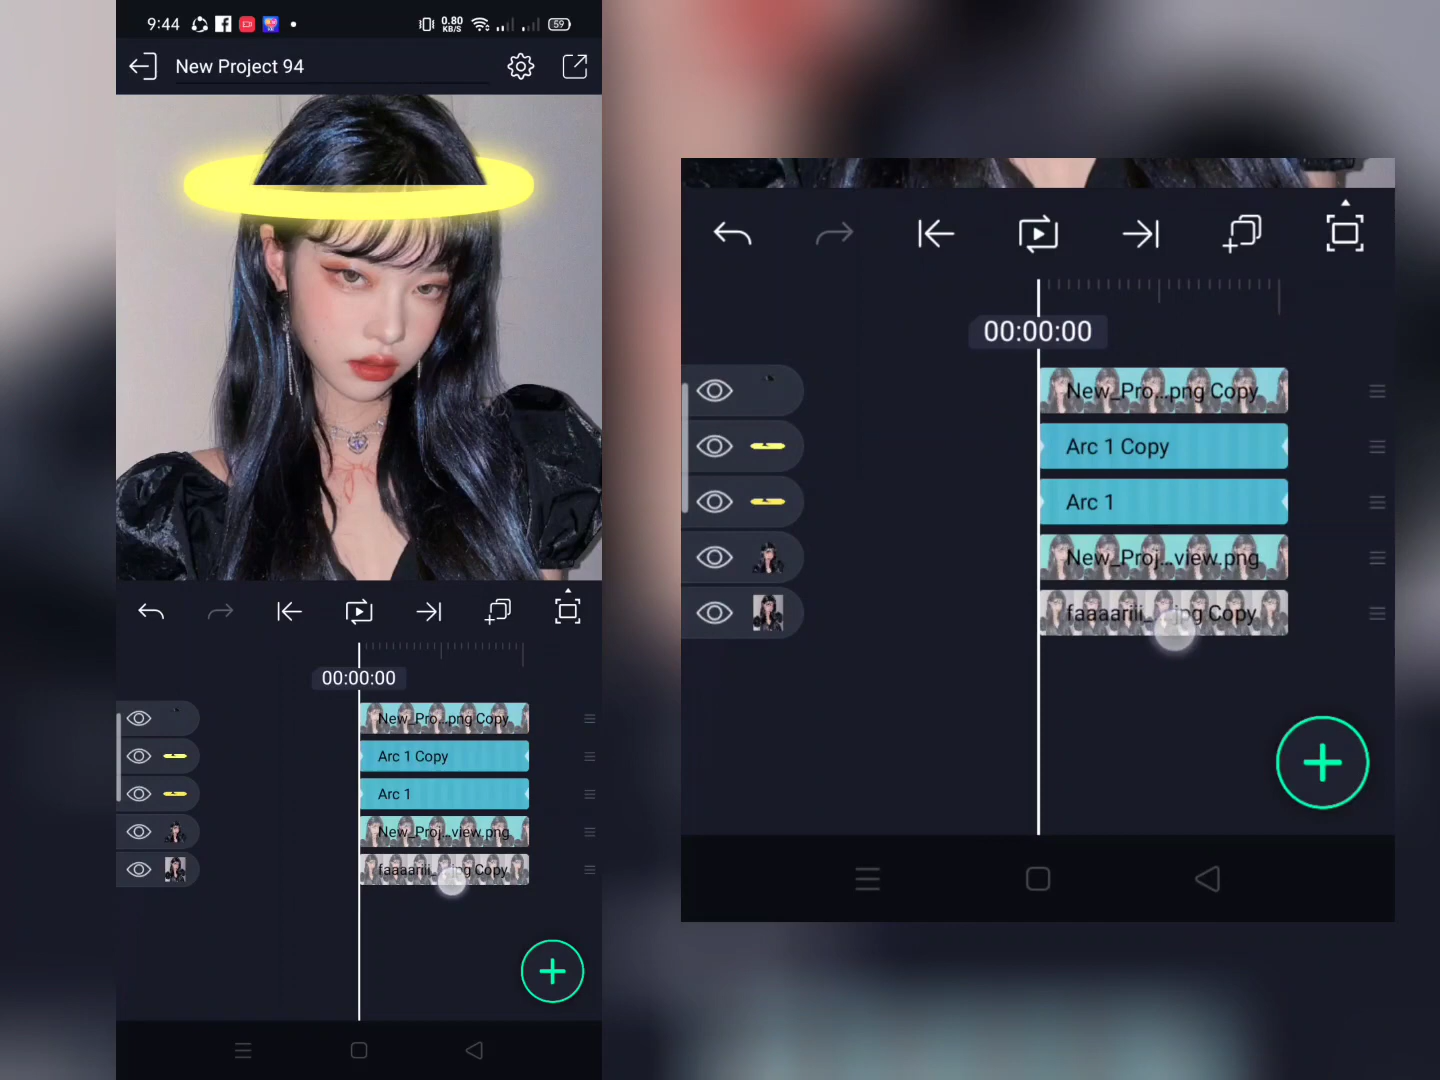 9:44
0.80
KB/S
59
New Project 94
00:00:00
New_Pro...png Copy
Arc 1 Copy
Arc 1
New_Proj...view.png
00:00:00
New_Pro...png Copy
Arc 1 Copy
Arc 1
New_Proj...view.png